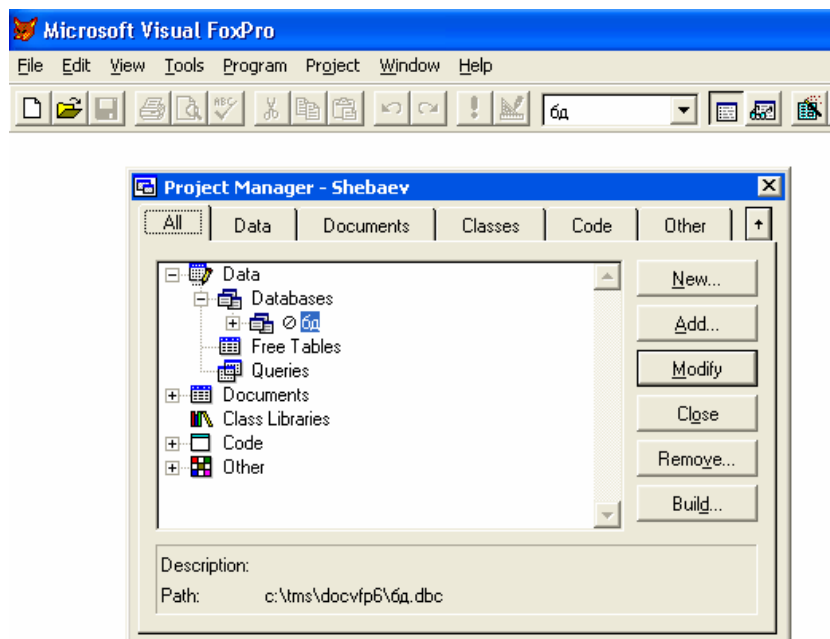 Microsoft Visual FoxPro
File Edit View Tools Program Project Window Help
ABC бд
Project Manager - Shebaev
All Data Documents Classes Code Other
Data
Databases
бд
Free Tables
Queries
Documents
Class Libraries
Code
Other
New...
Add...
Modify
Close
Remove...
Build...
Description:
Path: c:\tms\docvfp6\бд.dbc